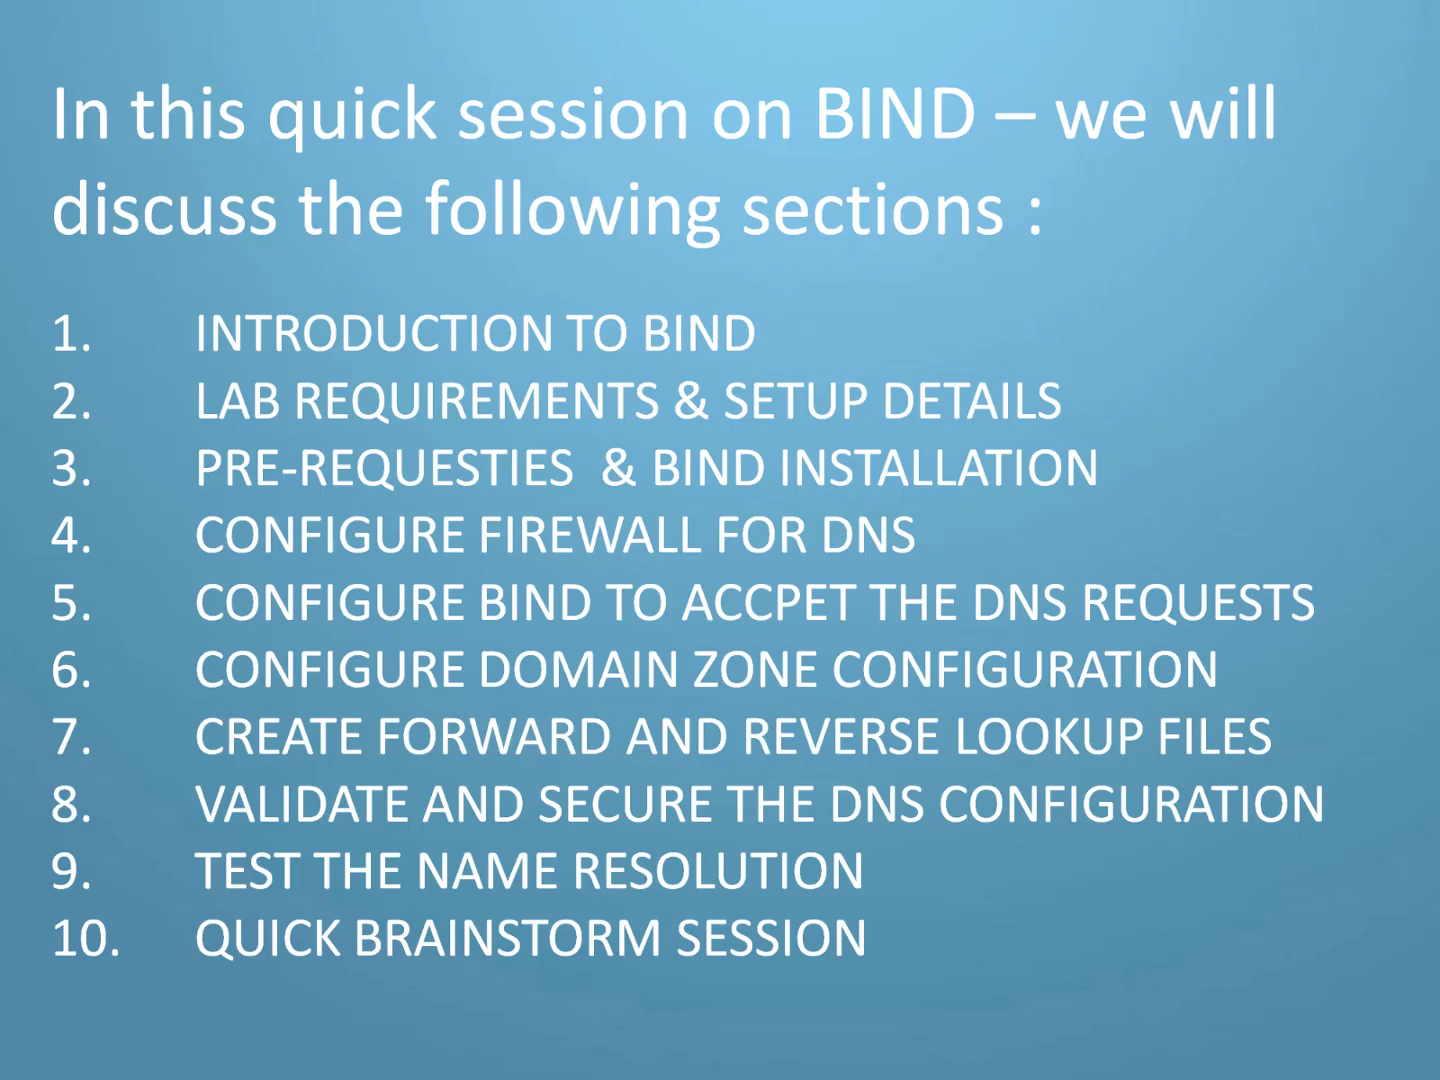 In this quick session on BIND – we will
discuss the following sections :
1. INTRODUCTION TO BIND
2. LAB REQUIREMENTS & SETUP DETAILS
3. PRE-REQUESTIES & BIND INSTALLATION
4. CONFIGURE FIREWALL FOR DNS
5. CONFIGURE BIND TO ACCPET THE DNS REQUESTS
6. CONFIGURE DOMAIN ZONE CONFIGURATION
7. CREATE FORWARD AND REVERSE LOOKUP FILES
8. VALIDATE AND SECURE THE DNS CONFIGURATION
9. TEST THE NAME RESOLUTION
10. QUICK BRAINSTORM SESSION